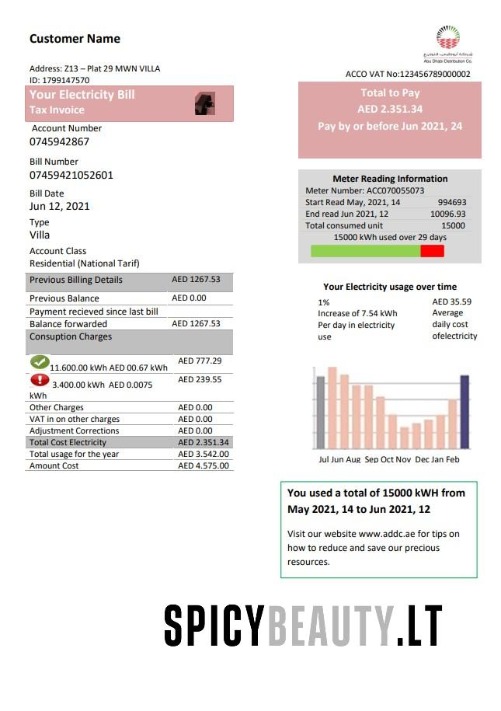 Customer Name
Address: Z13 – Plat 29 MWN VILLA
ID: 1799147570
Your Electricity Bill
Tax Invoice
Account Number
0745942867
Bill Number
07459421052601
Bill Date
Jun 12, 2021
Type
Villa
Account Class
Residential (National Tarif)
Previous Billing Details AED 1267.53
Previous Balance AED 0.00
Payment recieved since last bill
Balance forwarded AED 1267.53
Consuption Charges
11.600.00 kWh AED 00.67 kWh AED 777.29
3.400.00 kWh AED 0.0075 AED 239.55
kWh
Other Charges AED 0.00
VAT in on other charges AED 0.00
Adjustment Corrections AED 0.00
Total Cost Electricity AED 2.351.34
Total usage for the year AED 3.542.00
Amount Cost AED 4.575.00
Abu Dhabi Distribution Co.
ACCO VAT No:123456789000002
Total to Pay
AED 2.351.34
Pay by or before Jun 2021, 24
Meter Reading Information
Meter Number: ACC070055073
Start Read May, 2021, 14 994693
End read Jun 2021, 12 10096.93
Total consumed unit 15000
15000 kWh used over 29 days
Your Electricity usage over time
1%
Increase of 7.54 kWh
Per day in electricity
use
AED 35.59
Average
daily cost
ofelectricity
Jul Jun Aug Sep Oct Nov Dec Jan Feb
You used a total of 15000 kWH from
May 2021, 14 to Jun 2021, 12
Visit our website www.addc.ae for tips on
how to reduce and save our precious
resources.
SPICYBEAUTY.LT